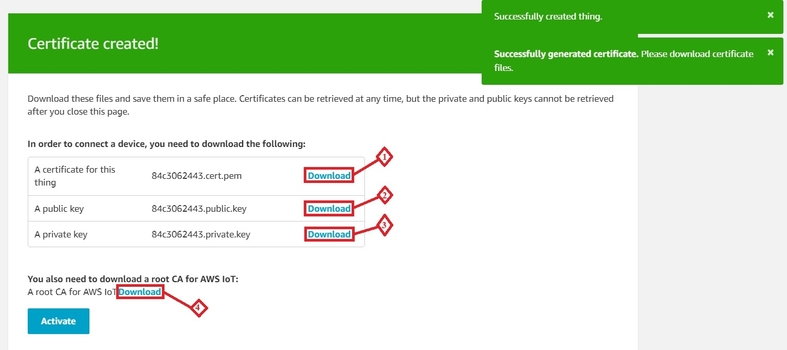 Successfully created thing. ×
Certificate created!
Successfully generated certificate. Please download certificate ×
files.
Download these files and save them in a safe place. Certificates can be retrieved at any time, but the private and public keys cannot be retrieved
after you close this page.
In order to connect a device, you need to download the following:
A certificate for this
thing
84c3062443.cert.pem Download
1
A public key 84c3062443.public.key Download
2
A private key 84c3062443.private.key Download
3
You also need to download a root CA for AWS IoT:
A root CA for AWS IoT Download
4
Activate